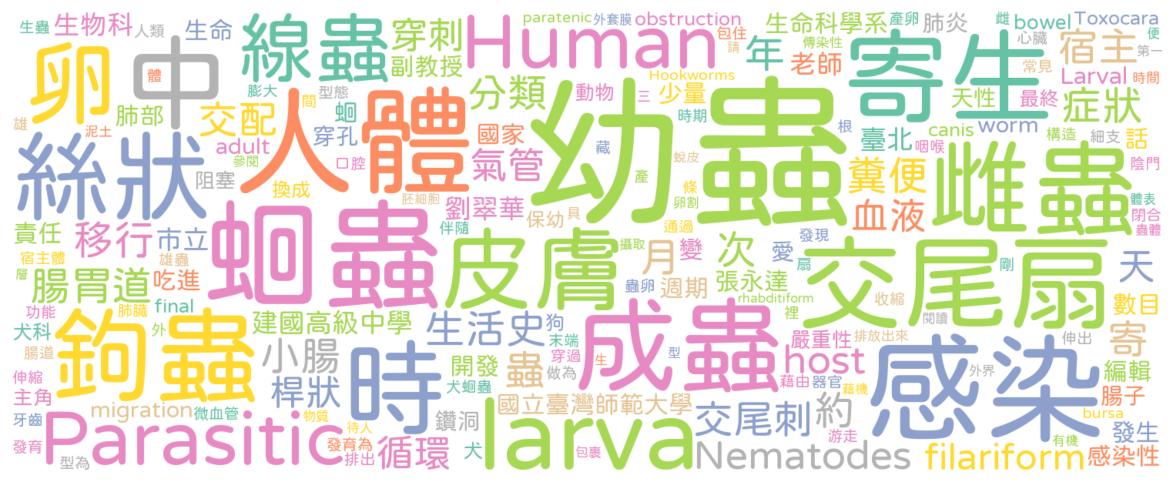 生蟲 生物科 人類 生命 線蟲 穿刺 副教授 paratenic 外套膜 obstruction 包住 請 Human 年 生命科學系 老師 傳染性 產卵 肺炎 心臟 雌 bowel 宿主 Toxocara 便 第一
卵 中 體 型態 膨大 Hookworms 分類 動物 三 少量 時期 寄生 常見 Larval 時間
雄 泥土 肺部 交配 間 蛔 穿孔 國家 幼蟲 根 臺北 天性 最終 症狀 canis worm 構造 細支 話
絲狀 adult 參閱 人體 口腔 氣管 藏 蛻皮 咽喉 雌蟲 陰門
阻塞 換成 胚細胞 產 條 卵割 糞便 血液 體表 閉合 蟲體
責任 移行 市立 蛔蟲 劉翠華 伴隨 保幼 具 皮膚 攝取 通過 月 變 次 愛 扇 發現 剛 交尾扇 天
宿主體 雄蟲 層 腸胃道 吃進 final 蟲卵 週期 張永達 rhabditiform 裡 收縮 數目
功能 肺臟 外 犬科 建國高級中學 生活史 狗 末端 穿過 成蟲 嚴重性 排放出來 閱讀 伸出 寄
腸道 鉤蟲 小腸 時 開發 生 型 蟲 做為 host 藉由 器官 感染 外界 編輯
伸縮 主角 桿狀 犬蛔蟲 約 藉機 腸子
牙齒 migration 微血管 物質 鑽洞 國立臺灣師範大學 交尾刺 bursa 發生
發育 Parasitic 待人 發育為 循環 犬 larva 包裹 Nematodes 游走 filariform 有機 感染性
型為 排出